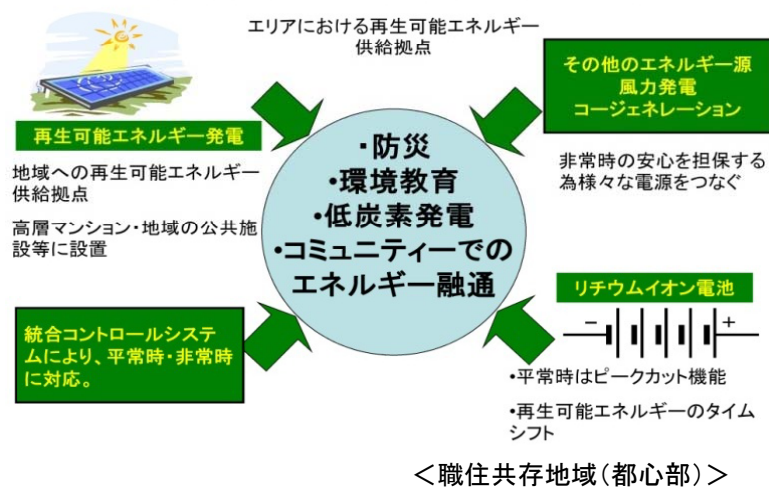 エリアにおける再生可能エネルギー
供給拠点
再生可能エネルギー発電
地域への再生可能エネルギー
供給拠点
高層マンション・地域の公共施
設等に設置
その他のエネルギー源
風力発電
コージェネレーション
非常時の安心を担保する
為様々な電源をつなぐ
・防災
・環境教育
・低炭素発電
・コミュニティーでの
エネルギー融通
統合コントロールシステ
ムにより、平常時・非常時
に対応。
リチウムイオン電池
− +
・平常時はピークカット機能
・再生可能エネルギーのタイム
シフト
＜職住共存地域（都心部）＞